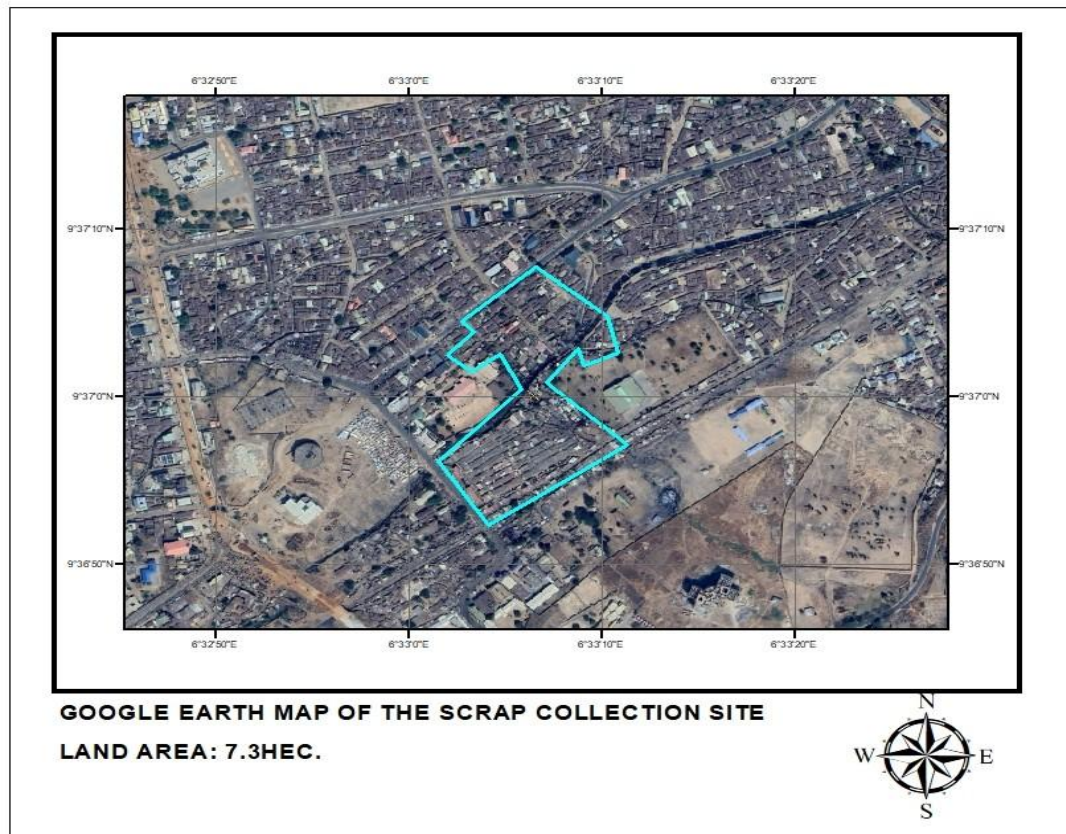 6°32'50"E 6°33'0"E 6°33'10"E 6°33'20"E
9°37'10"N 9°37'10"N
9°37'0"N 9°37'0"N
9°36'50"N 9°36'50"N
6°32'50"E 6°33'0"E 6°33'10"E 6°33'20"E
GOOGLE EARTH MAP OF THE SCRAP COLLECTION SITE
LAND AREA: 7.3HEC.
N
W E
S